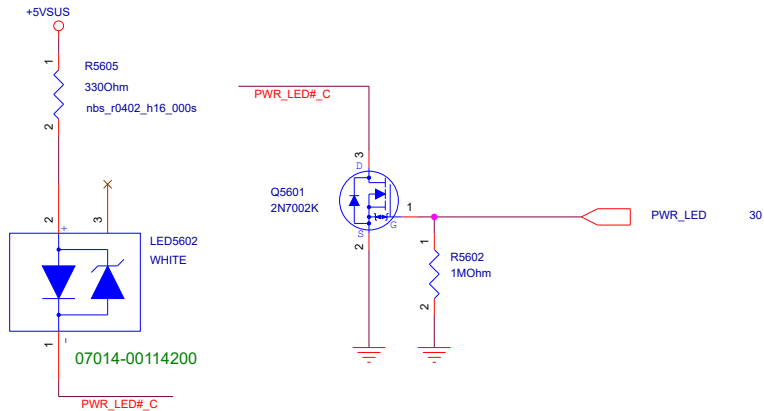 +5VSUS
1
R5605
330Ohm
nbs_r0402_h16_000s
2
PWR_LED#_C
3
D
Q5601
2N7002K
1
G
S
2
PWR_LED
30
1
R5602
1MOhm
2
2
3
+
LED5602
WHITE
1
-
07014-00114200
PWR_LED#_C